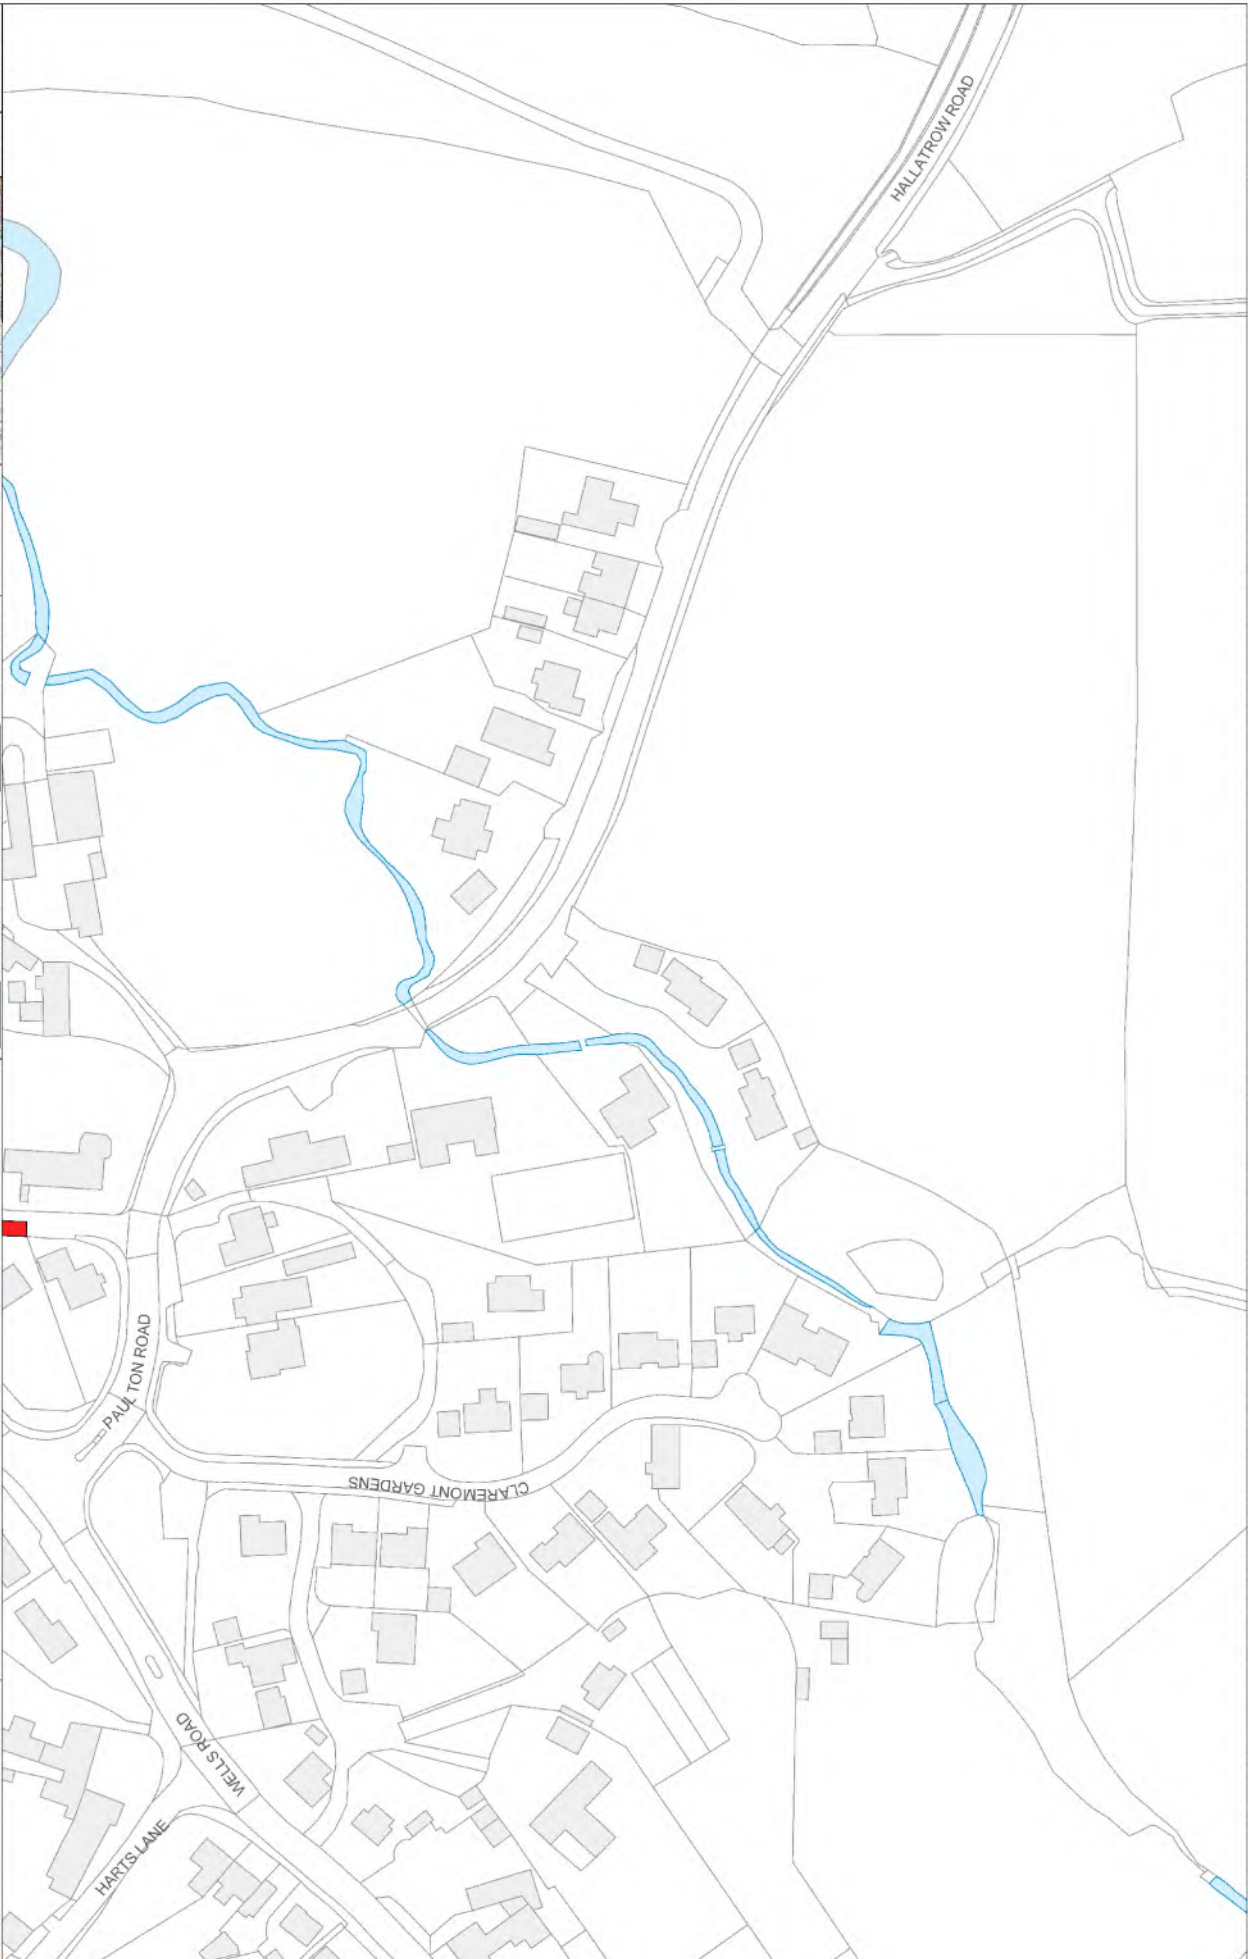 HALLATROW ROAD
PAULTON ROAD
CLAREMONT GARDENS
WELLS ROAD
HARTS LANE